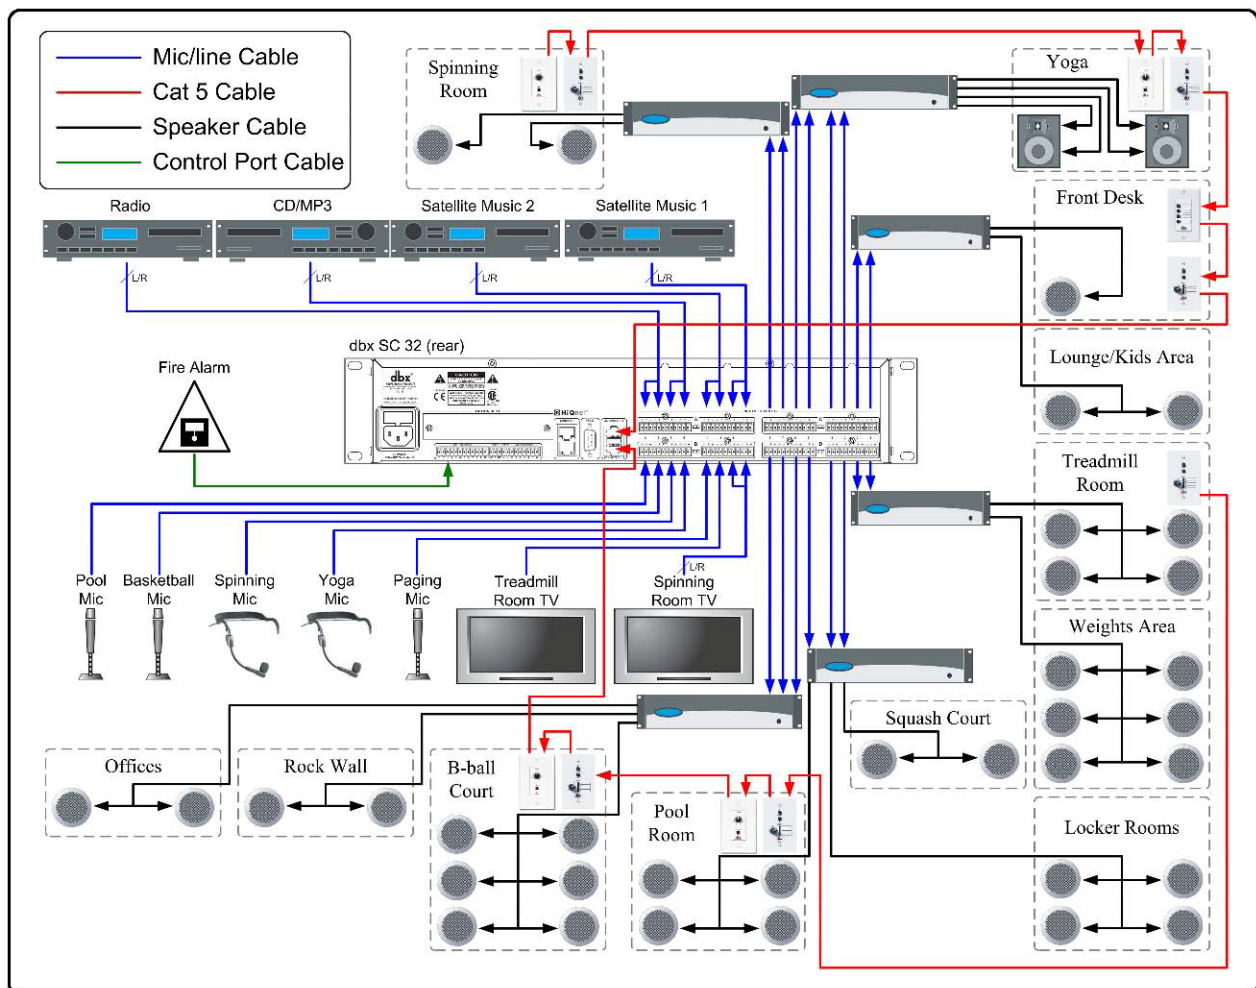 Mic/line Cable
Cat 5 Cable
Speaker Cable
Control Port Cable
Spinning
Room
Yoga
Radio
CD/MP3
Satellite Music 2
Satellite Music 1
L/R
L/R
L/R
L/R
Front Desk
dbx SC 32 (rear)
Fire Alarm
dbx
CAUTION
HiQnet
Lounge/Kids Area
Treadmill
Room
Pool
Mic
Basketball
Mic
Spinning
Mic
Yoga
Mic
Paging
Mic
Treadmill
Room TV
L/R
Spinning
Room TV
Weights Area
Squash Court
Offices
Rock Wall
B-ball
Court
Pool
Room
Locker Rooms